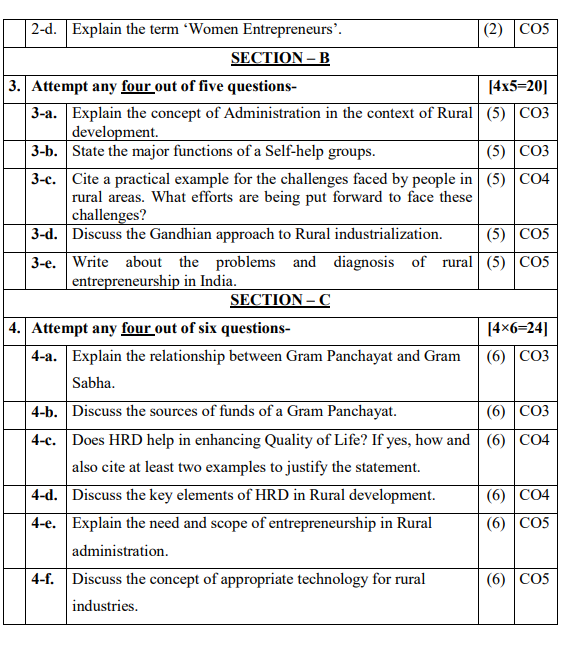 2-d. Explain the term ‘Women Entrepreneurs’. (2) CO5
SECTION – B
3. Attempt any four out of five questions- [4x5=20]
3-a. Explain the concept of Administration in the context of Rural (5) CO3
development.
3-b. State the major functions of a Self-help groups. (5) CO3
3-c. Cite a practical example for the challenges faced by people in (5) CO4
rural areas. What efforts are being put forward to face these
challenges?
3-d. Discuss the Gandhian approach to Rural industrialization. (5) CO5
3-e. Write about the problems and diagnosis of rural (5) CO5
entrepreneurship in India.
SECTION – C
4. Attempt any four out of six questions- [4×6=24]
4-a. Explain the relationship between Gram Panchayat and Gram (6) CO3
Sabha.
4-b. Discuss the sources of funds of a Gram Panchayat. (6) CO3
4-c. Does HRD help in enhancing Quality of Life? If yes, how and (6) CO4
also cite at least two examples to justify the statement.
4-d. Discuss the key elements of HRD in Rural development. (6) CO4
4-e. Explain the need and scope of entrepreneurship in Rural (6) CO5
administration.
4-f. Discuss the concept of appropriate technology for rural (6) CO5
industries.